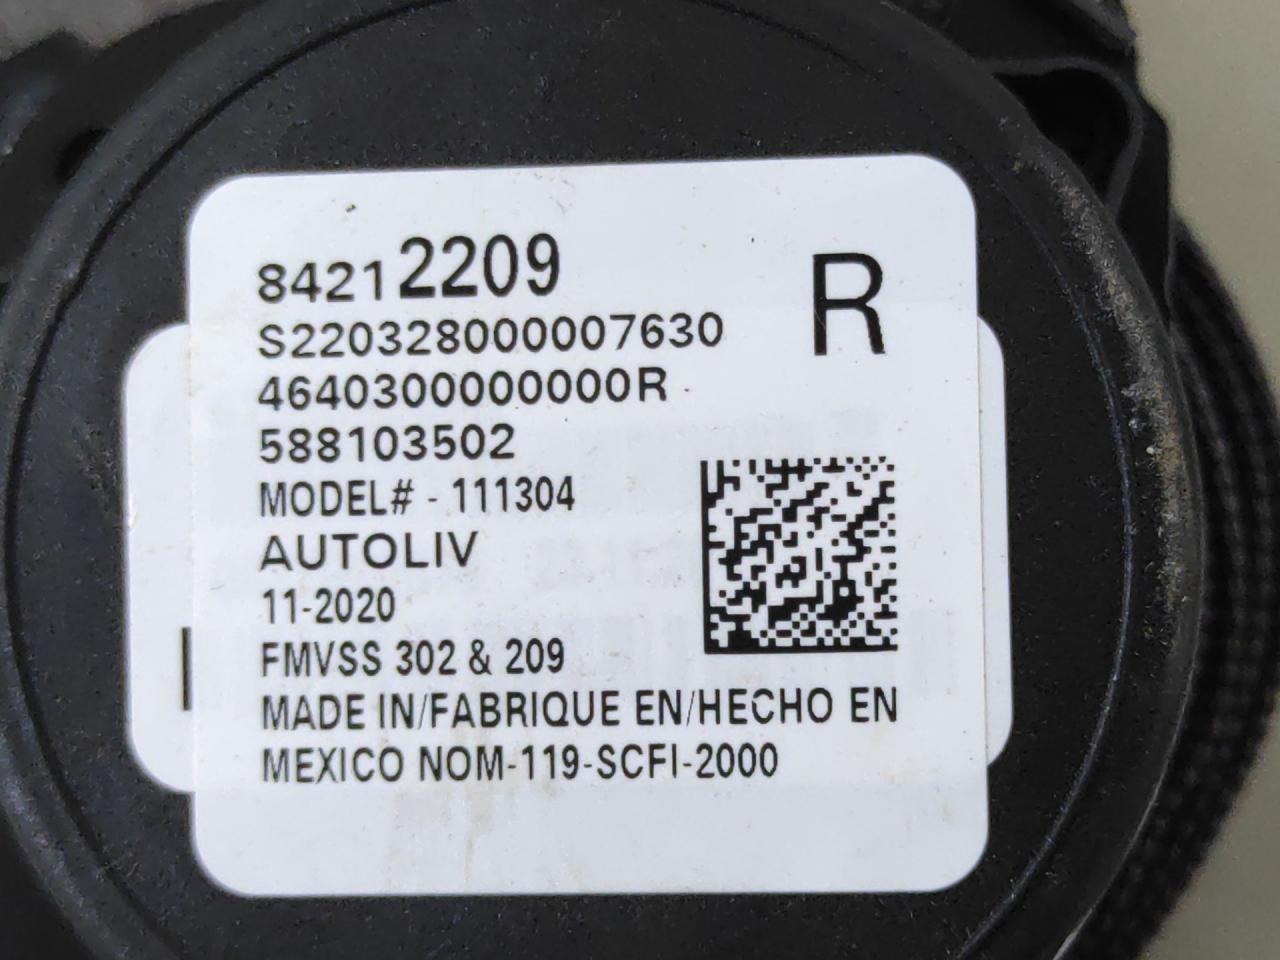 84212209
R
S220328000007630
4640300000000R
588103502
MODEL# - 111304
AUTOLIV
11-2020
FMVSS 302 & 209
MADE IN/FABRIQUE EN/HECHO EN
MEXICO NOM-119-SCFI-2000